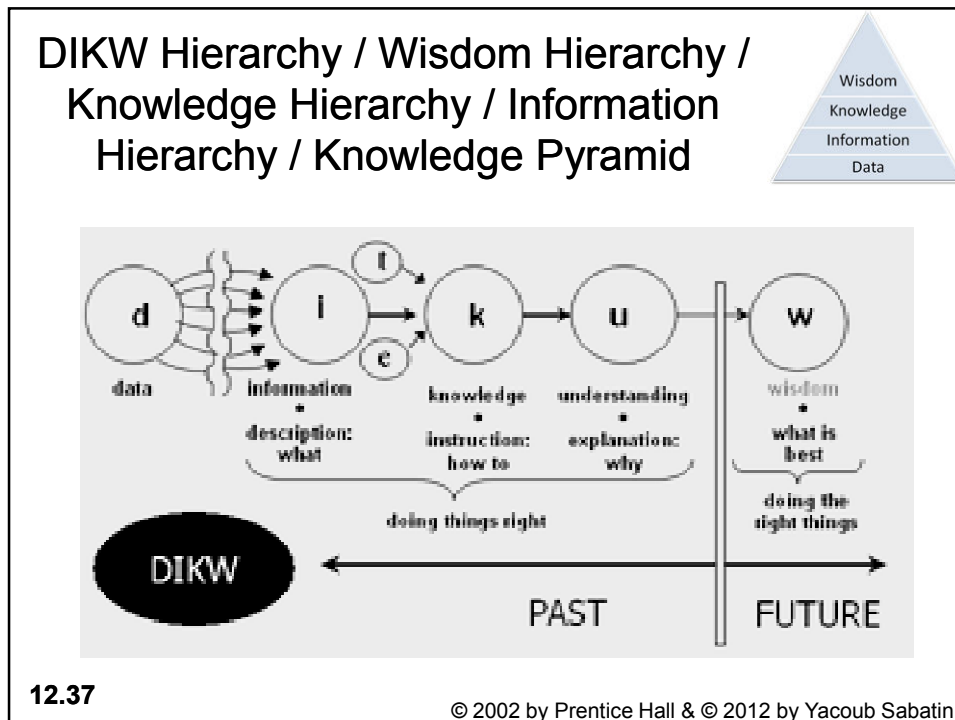 DIKW Hierarchy / Wisdom Hierarchy /
Knowledge Hierarchy / Information
Hierarchy / Knowledge Pyramid
Wisdom
Knowledge
Information
Data
d
i
t
e
k
u
w
data
information
•
description:
what
knowledge
•
instruction:
how to
understanding
•
explanation:
why
wisdom
•
what is
best
doing things right
doing the
right things
DIKW
PAST
FUTURE
12.37
© 2002 by Prentice Hall & © 2012 by Yacoub Sabatin